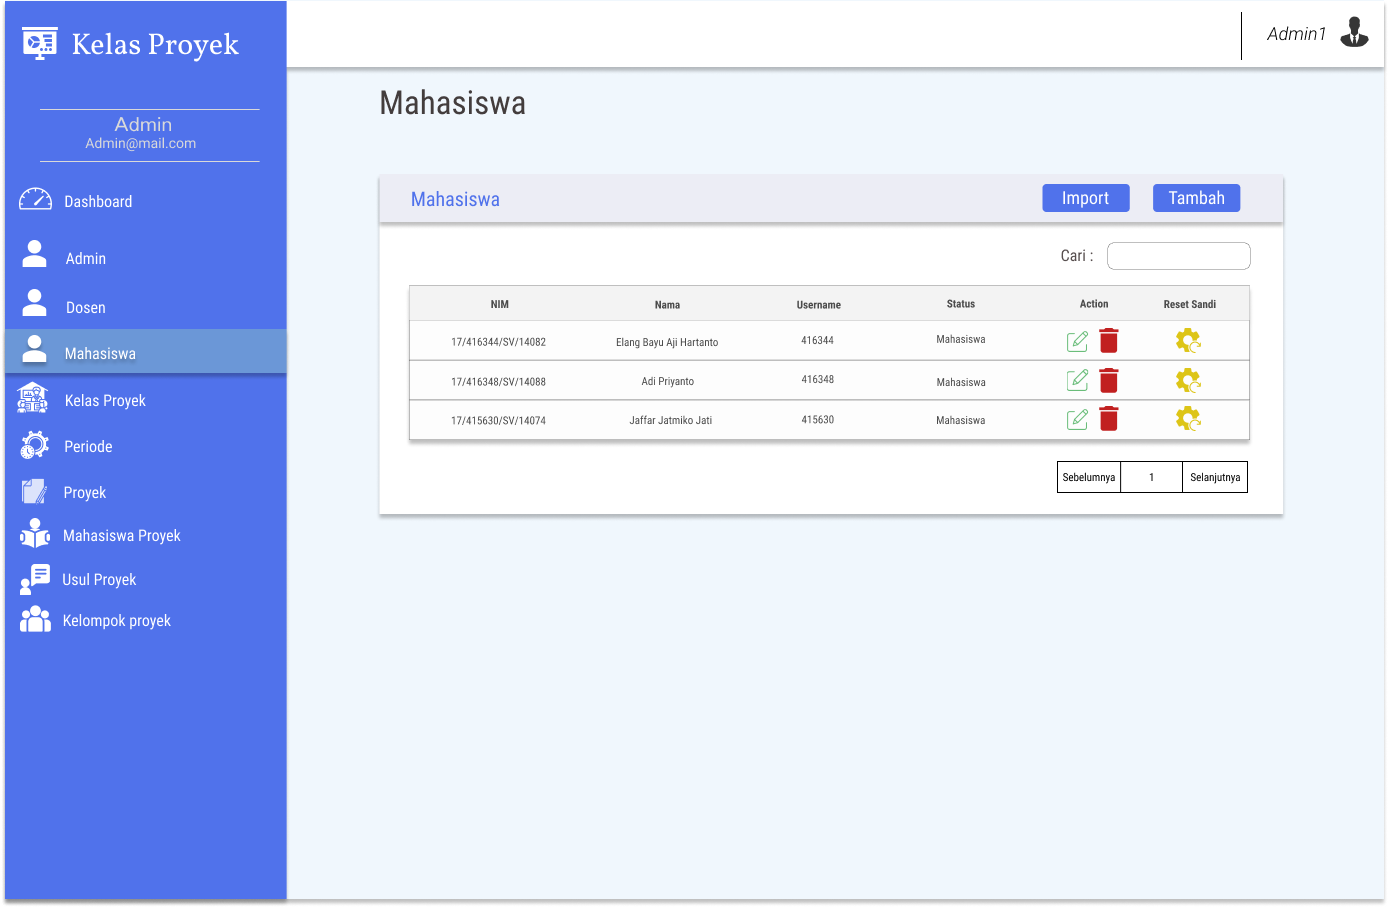 Kelas Proyek
Admin1
Admin
Admin@mail.com
Dashboard
Admin
Dosen
Mahasiswa
Kelas Proyek
Periode
Proyek
Mahasiswa Proyek
Usul Proyek
Kelompok proyek
Mahasiswa
Mahasiswa Import Tambah
Cari :
NIM Nama Username Status Action Reset Sandi
17/416344/SV/14082 Elang Bayu Aji Hartanto 416344 Mahasiswa
17/416348/SV/14088 Adi Priyanto 416348 Mahasiswa
17/415630/SV/14074 Jaffar Jatmiko Jati 415630 Mahasiswa
Sebelumnya 1 Selanjutnya